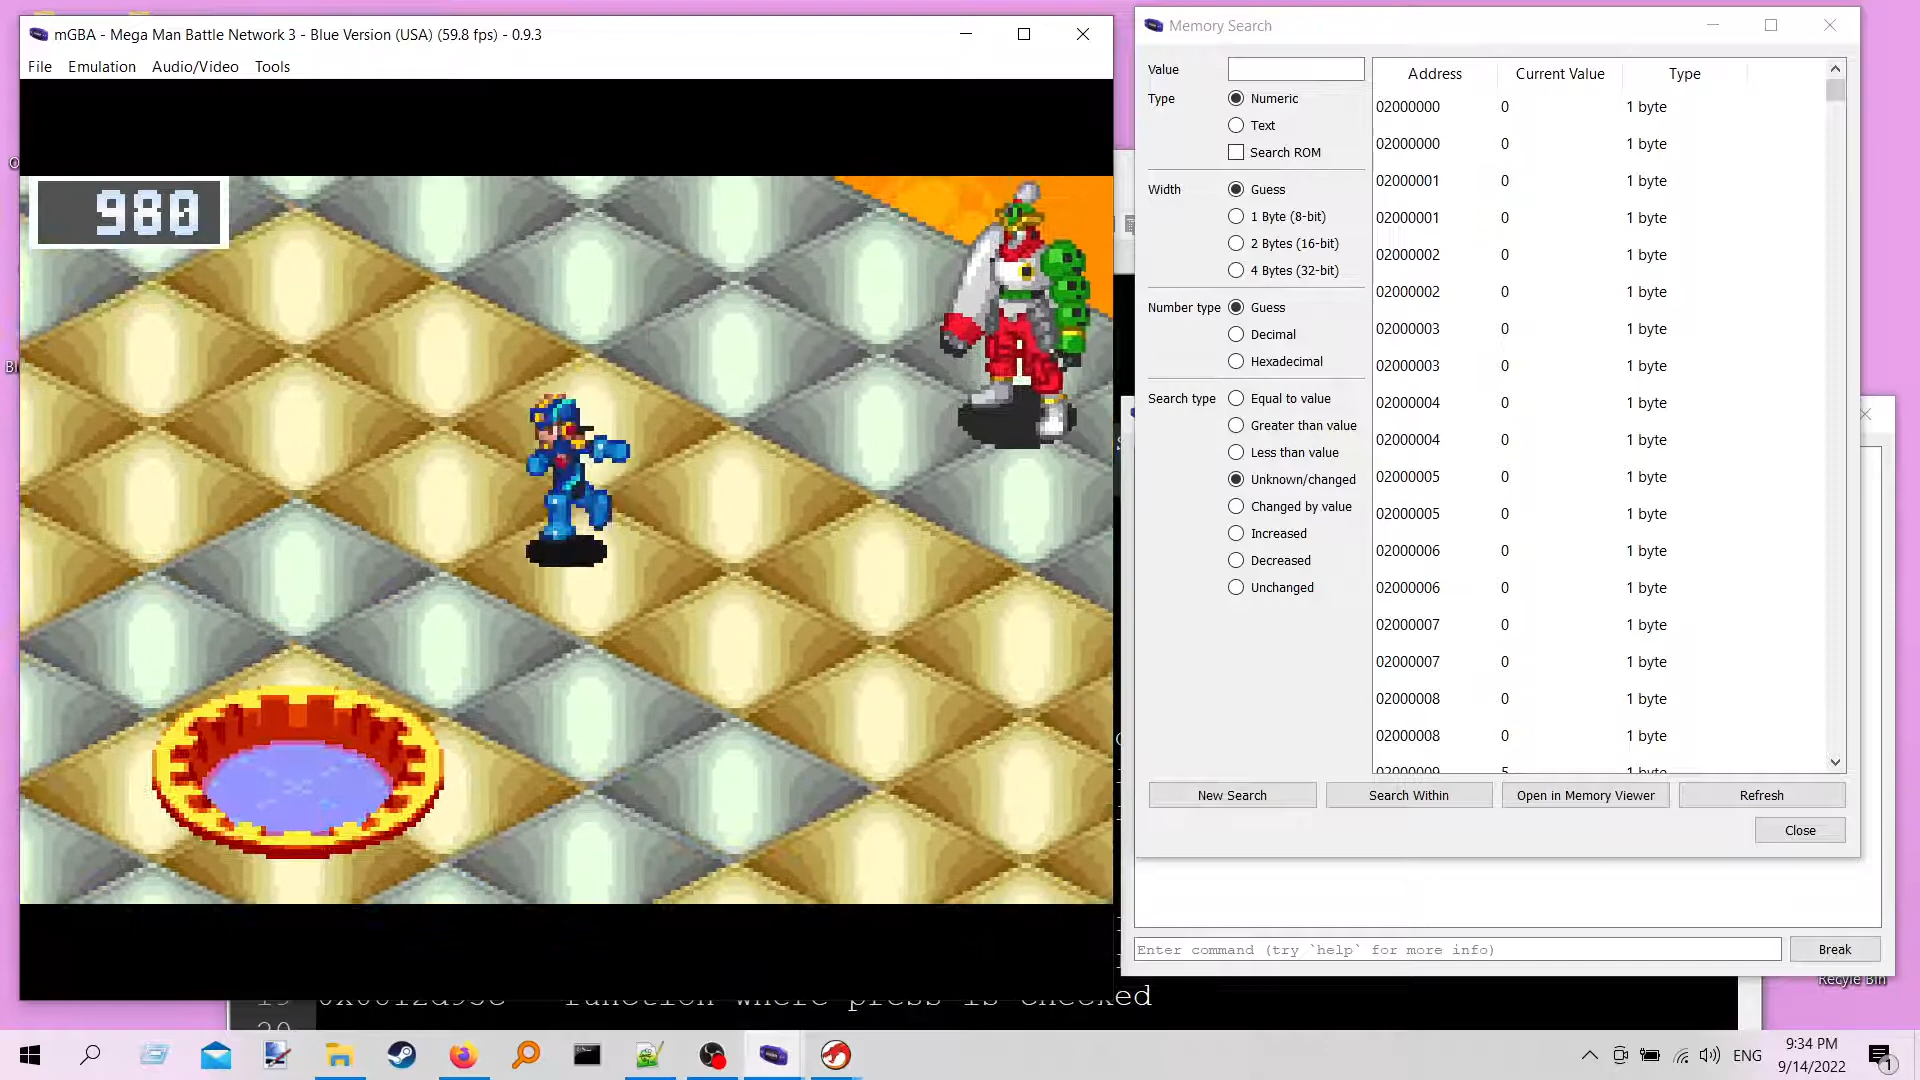 mGBA - Mega Man Battle Network 3 - Blue Version (USA) (59.8 fps) - 0.9.3
File Emulation Audio/Video Tools
980
Memory Search
Value
Type
Numeric
Text
Search ROM
Width
Guess
1 Byte (8-bit)
2 Bytes (16-bit)
4 Bytes (32-bit)
Number type
Guess
Decimal
Hexadecimal
Search type
Equal to value
Greater than value
Less than value
Unknown/changed
Changed by value
Increased
Decreased
Unchanged
Address Current Value Type
02000000 0 1 byte
02000000 0 1 byte
02000001 0 1 byte
02000001 0 1 byte
02000002 0 1 byte
02000002 0 1 byte
02000003 0 1 byte
02000003 0 1 byte
02000004 0 1 byte
02000004 0 1 byte
02000005 0 1 byte
02000005 0 1 byte
02000006 0 1 byte
02000006 0 1 byte
02000007 0 1 byte
02000007 0 1 byte
02000008 0 1 byte
02000008 0 1 byte
02000009 5 1 byte
New Search Search Within Open in Memory Viewer Refresh
Close
Enter command (try `help` for more info) Break
Recycle Bin
function where press is checked
ENG
9:34 PM
9/14/2022
1